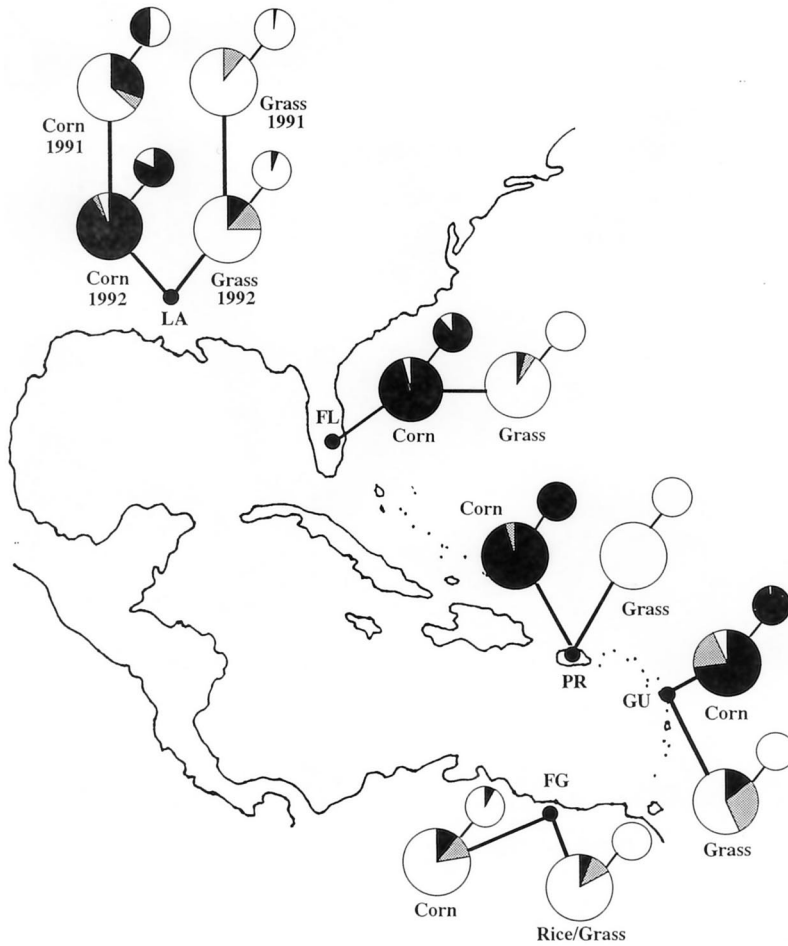 Corn
1991
Grass
1991
Corn
1992
Grass
1992
LA
FL
Corn
Grass
Corn
Grass
PR
GU
Corn
FG
Grass
Corn
Rice/Grass